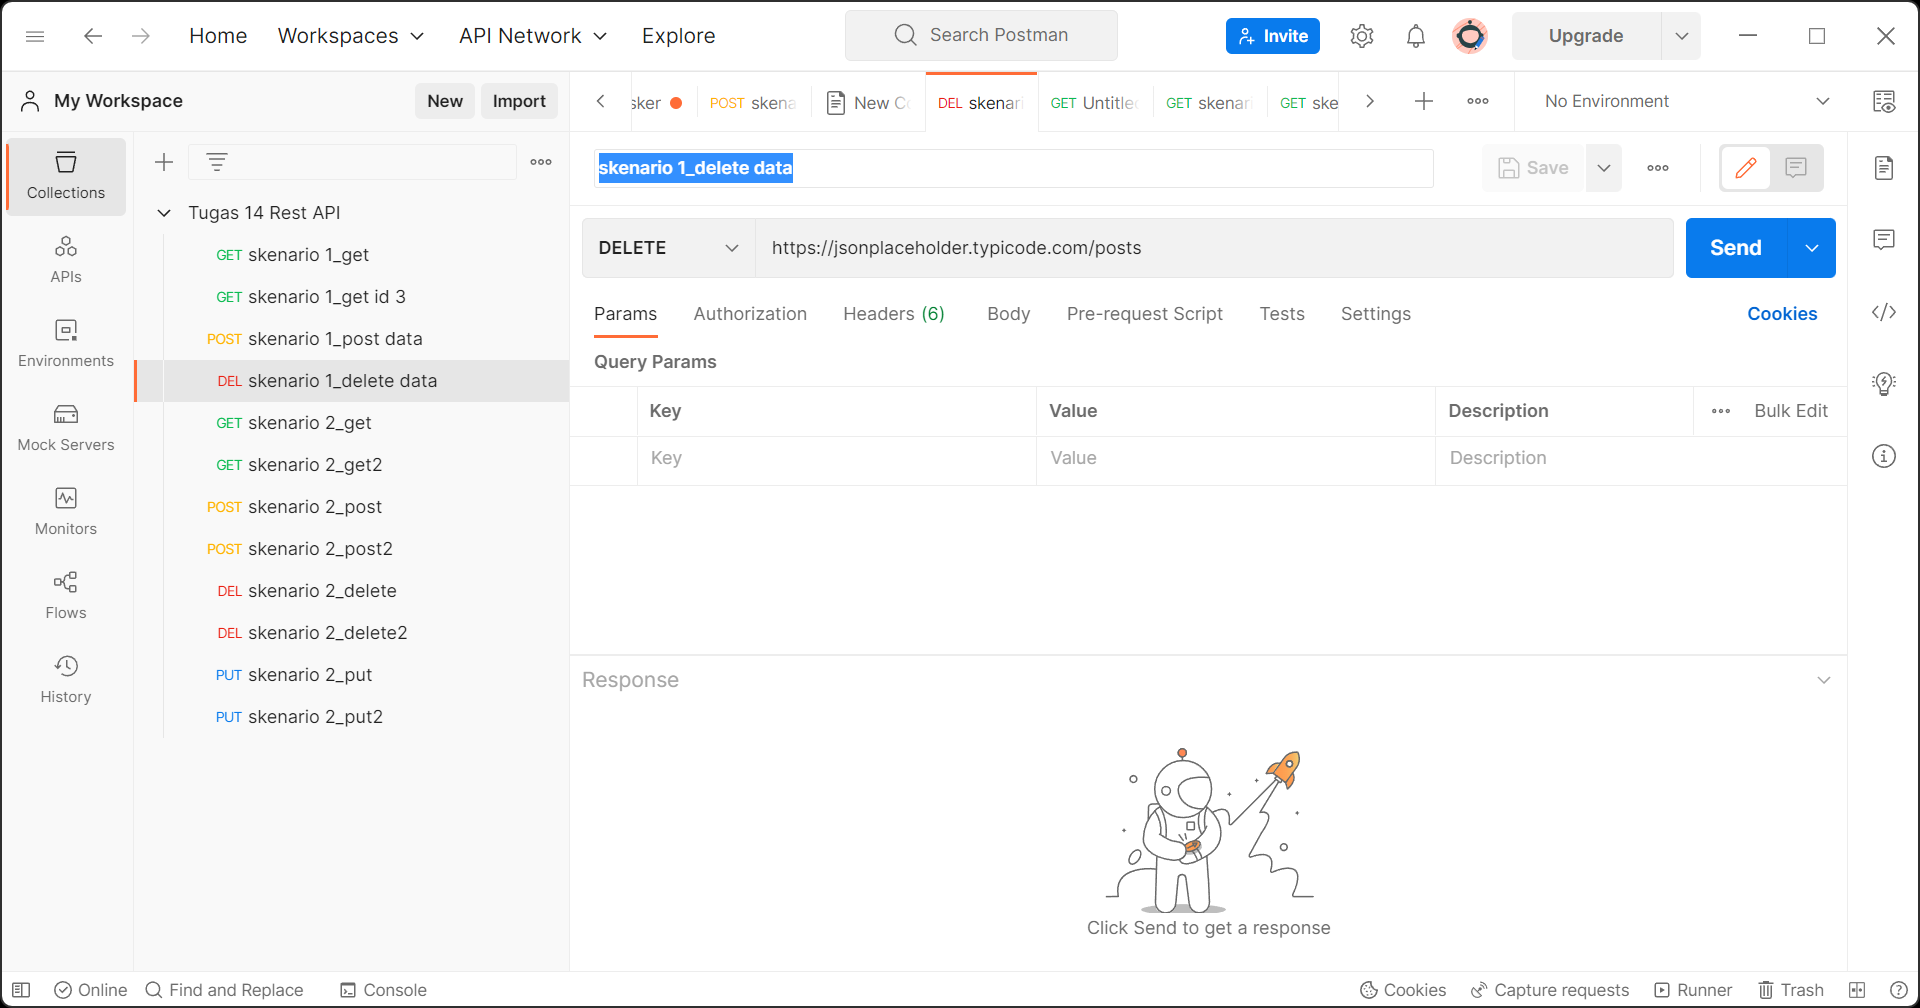 Home
Workspaces
API Network
Explore
Search Postman
Invite
Upgrade
My Workspace
New
Import
sker
POST skena
New C
DEL skenari
GET Untitle
GET skenari
GET ske
No Environment
Collections
APIs
Environments
Mock Servers
Monitors
Flows
History
Tugas 14 Rest API
GET skenario 1_get
GET skenario 1_get id 3
POST skenario 1_post data
DEL skenario 1_delete data
GET skenario 2_get
GET skenario 2_get2
POST skenario 2_post
POST skenario 2_post2
DEL skenario 2_delete
DEL skenario 2_delete2
PUT skenario 2_put
PUT skenario 2_put2
skenario 1_delete data
Save
DELETE
https://jsonplaceholder.typicode.com/posts
Send
Params
Authorization
Headers (6)
Body
Pre-request Script
Tests
Settings
Cookies
Query Params
Key
Value
Description
Bulk Edit
Key
Value
Description
Response
Click Send to get a response
Online
Find and Replace
Console
Cookies
Capture requests
Runner
Trash